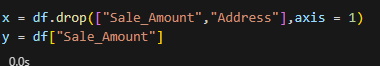 x = df.drop(["Sale_Amount","Address"],axis = 1)
y = df["Sale_Amount"]
0.0s